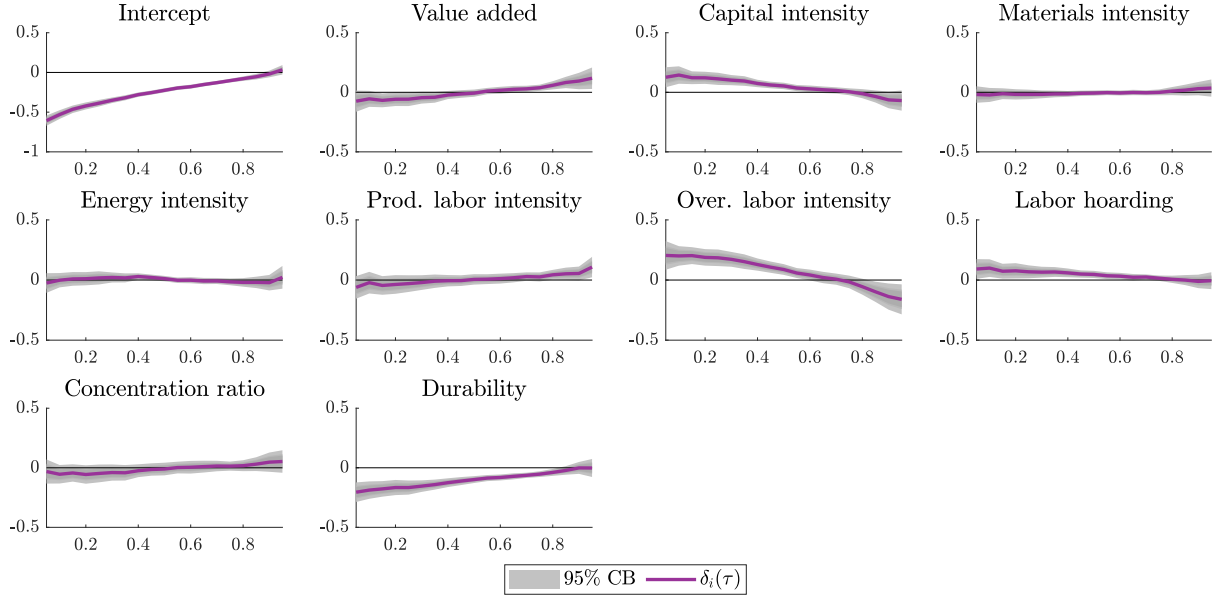 Intercept
Value added
Capital intensity
Materials intensity
0.5
0
-0.5
-1
0.2 0.4 0.6 0.8
0.5
0
-0.5
0.2 0.4 0.6 0.8
0.5
0
-0.5
0.2 0.4 0.6 0.8
0.5
0
-0.5
0.2 0.4 0.6 0.8
Energy intensity
Prod. labor intensity
Over. labor intensity
Labor hoarding
0.5
0
-0.5
0.2 0.4 0.6 0.8
0.5
0
-0.5
0.2 0.4 0.6 0.8
0.5
0
-0.5
0.2 0.4 0.6 0.8
0.5
0
-0.5
0.2 0.4 0.6 0.8
Concentration ratio
Durability
0.5
0
-0.5
0.2 0.4 0.6 0.8
0.5
0
-0.5
0.2 0.4 0.6 0.8
95% CB δᵢ(τ)